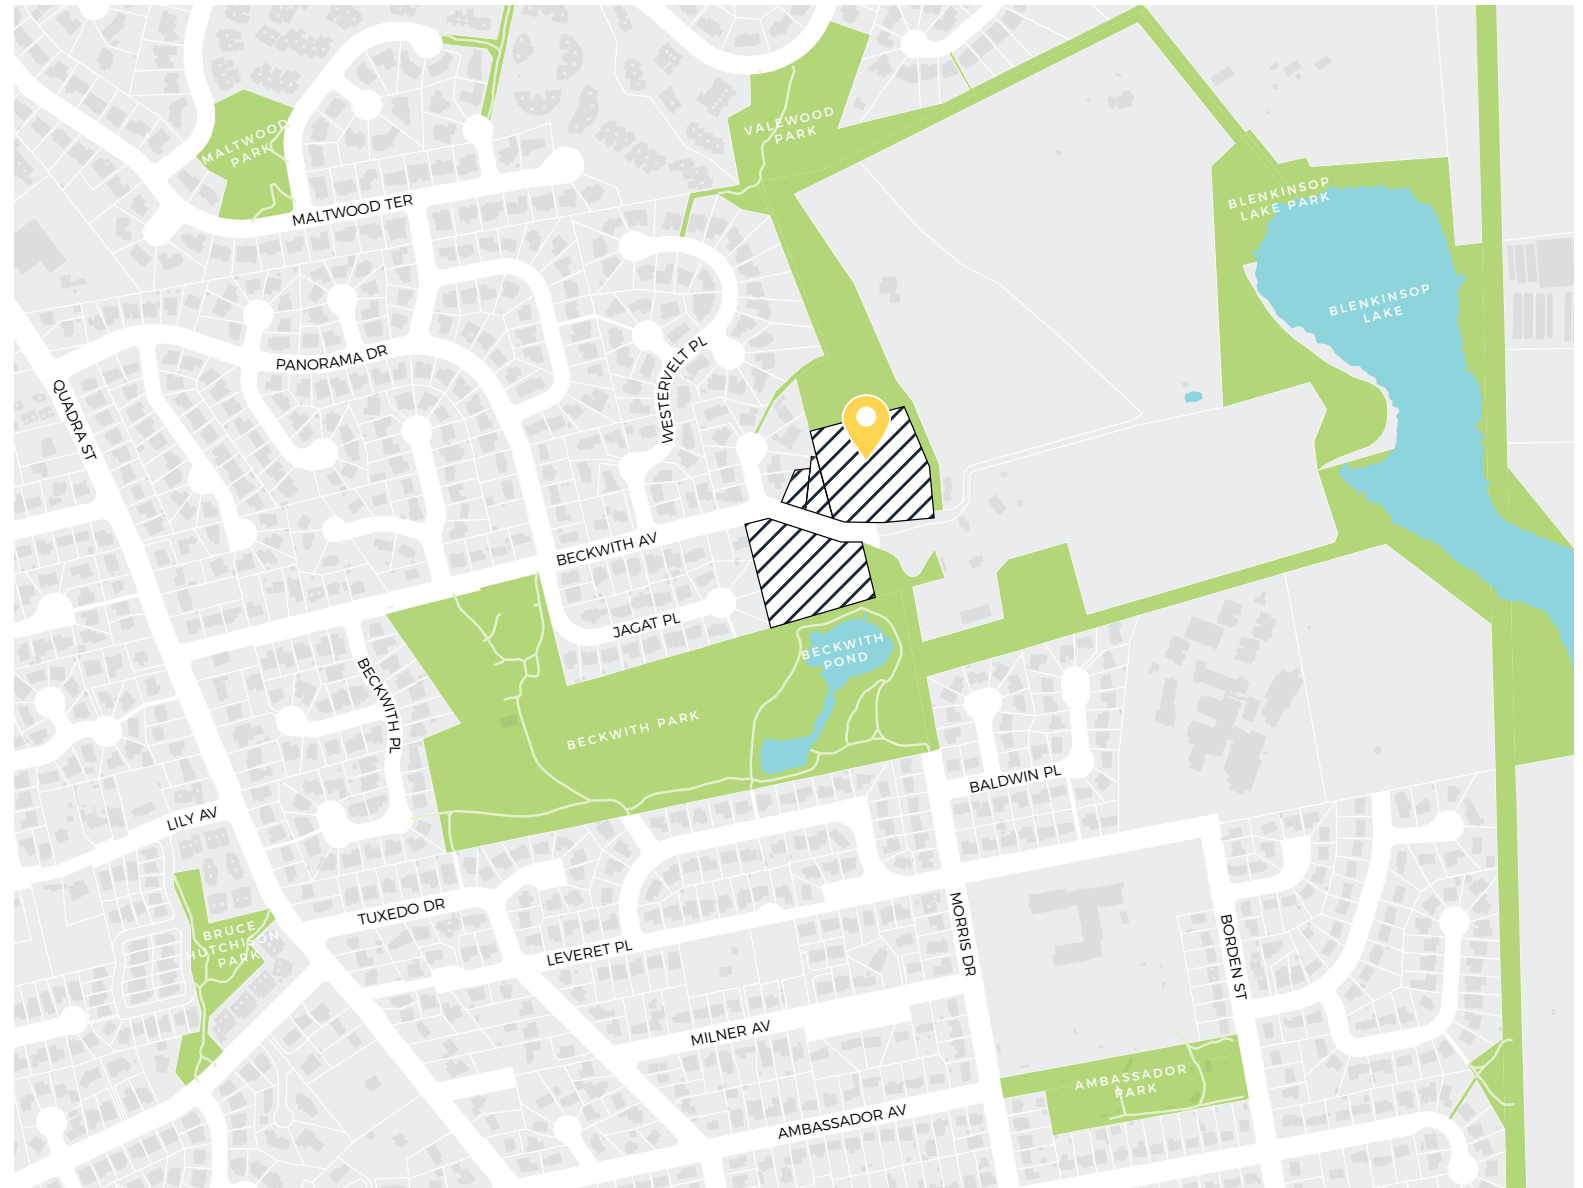 VALEWOOD
PARK
MALTWOOD
PARK
BLENKINSOP
LAKE PARK
MALTWOOD TER
BLENKINSOP
LAKE
PANORAMA DR
WESTERVELT PL
QUADRA ST
BECKWITH AV
JAGAT PL
BECKWITH
POND
BECKWITH PL
BECKWITH PARK
BALDWIN PL
LILY AV
TUXEDO DR
BRUCE
HUTCHISON
PARK
LEVERET PL
MORRIS DR
BORDEN ST
MILNER AV
AMBASSADOR
PARK
AMBASSADOR AV